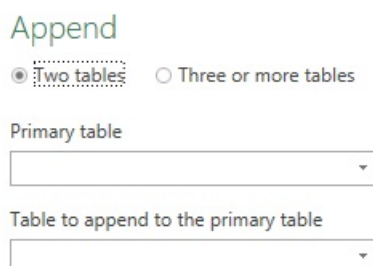 Append
Two tables Three or more tables
Primary table
Table to append to the primary table